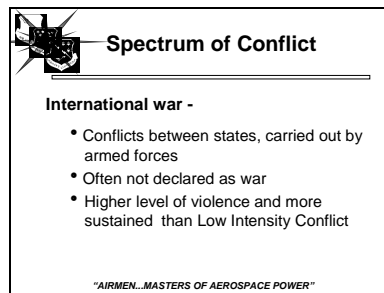 Spectrum of Conflict
International war -
• Conflicts between states, carried out by
armed forces
• Often not declared as war
• Higher level of violence and more
sustained than Low Intensity Conflict
"AIRMEN...MASTERS OF AEROSPACE POWER"